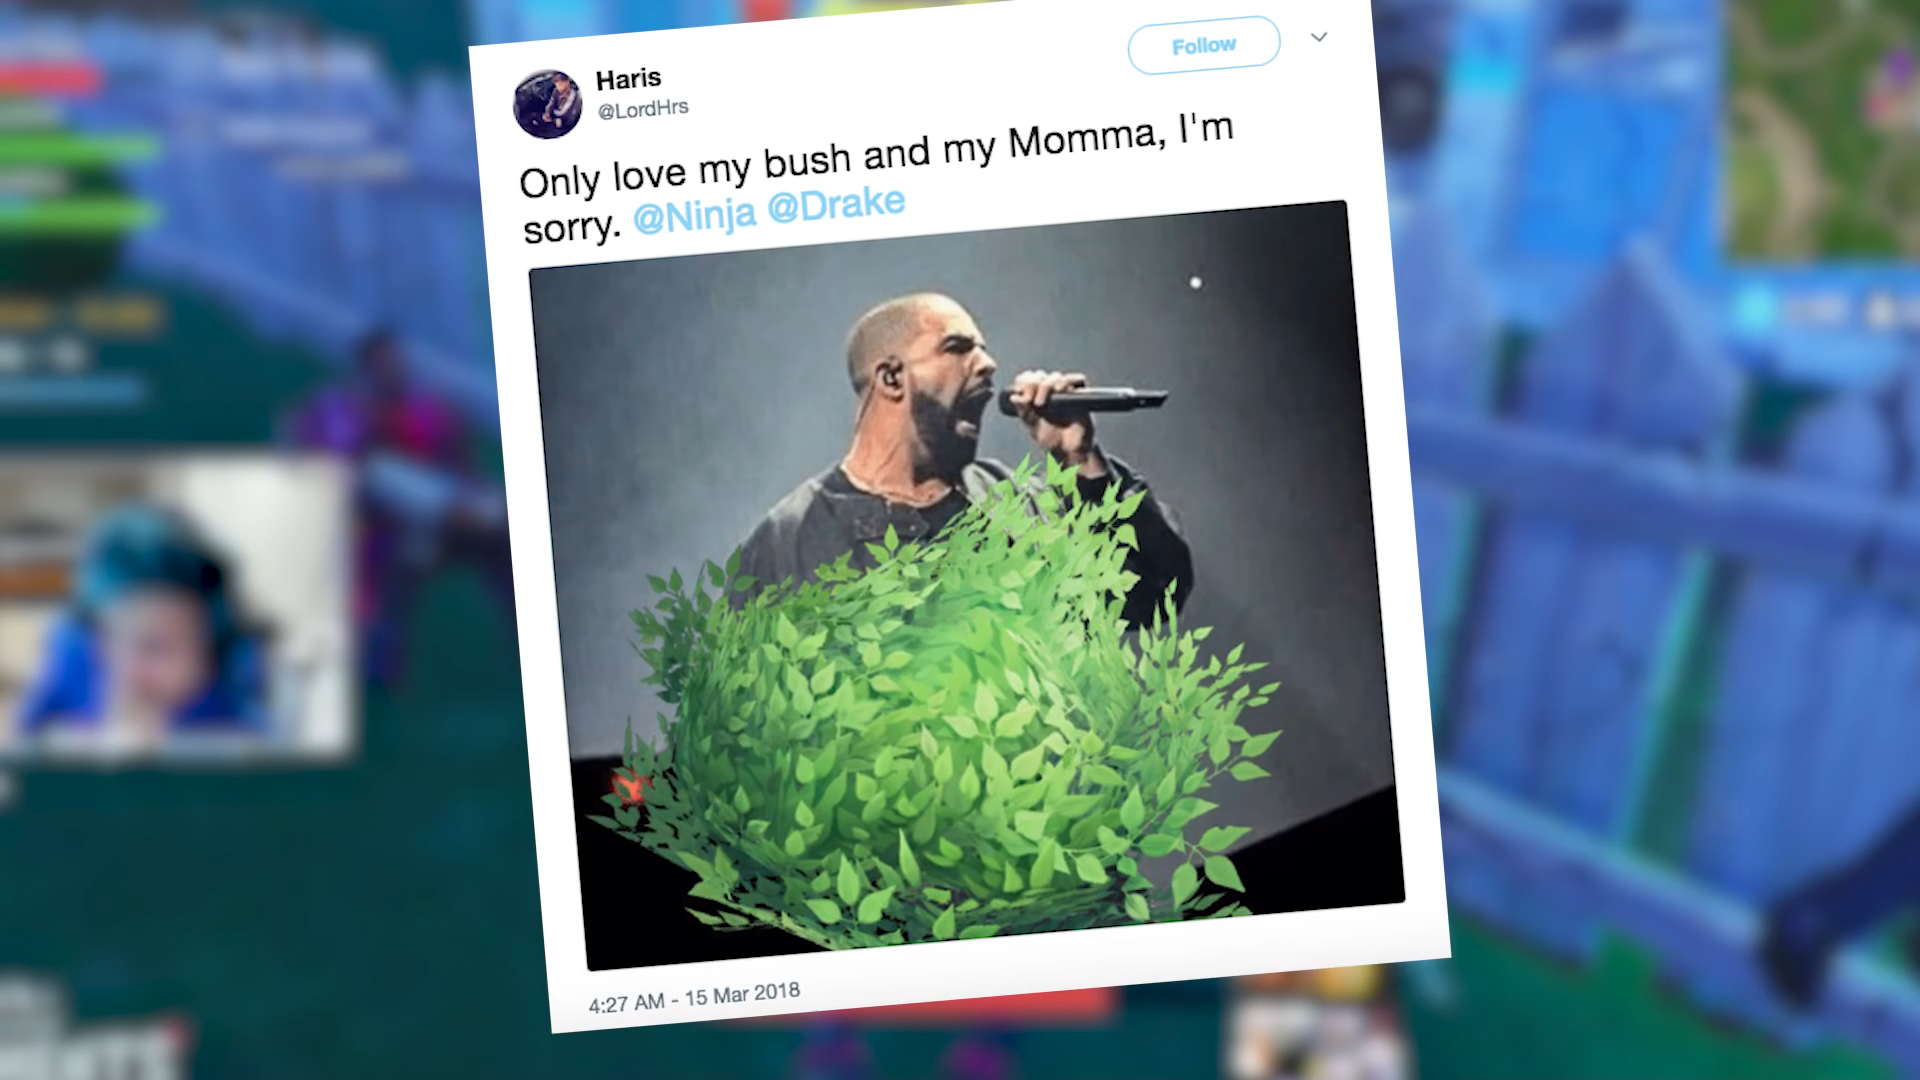 Haris
@LordHrs
Follow
Only love my bush and my Momma, I'm
sorry. @Ninja @Drake
4:27 AM - 15 Mar 2018